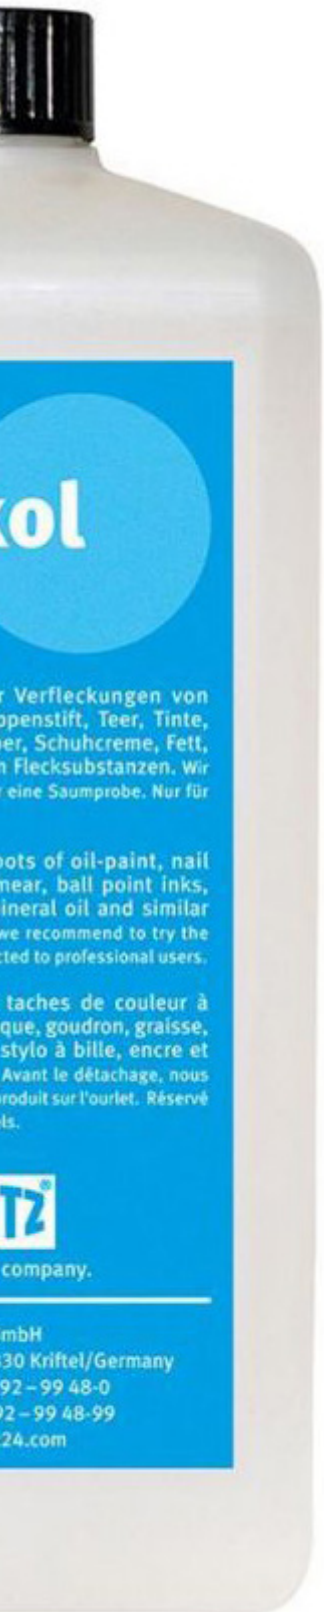 kol
r Verfleckungen von
ppenstift, Teer, Tinte,
ber, Schuhcreme, Fett,
n Flecksubstanzen. Wir
r eine Saumprobe. Nur für
oots of oil-paint, nail
mear, ball point inks,
ineral oil and similar
we recommend to try the
cted to professional users.
taches de couleur à
que, goudron, graisse,
stylo à bille, encre et
Avant le détachage, nous
produit sur l'ourlet. Réservé
ls.
TZ®
company.
mbH
330 Kriftel/Germany
92 – 99 48-0
92 – 99 48-99
24.com